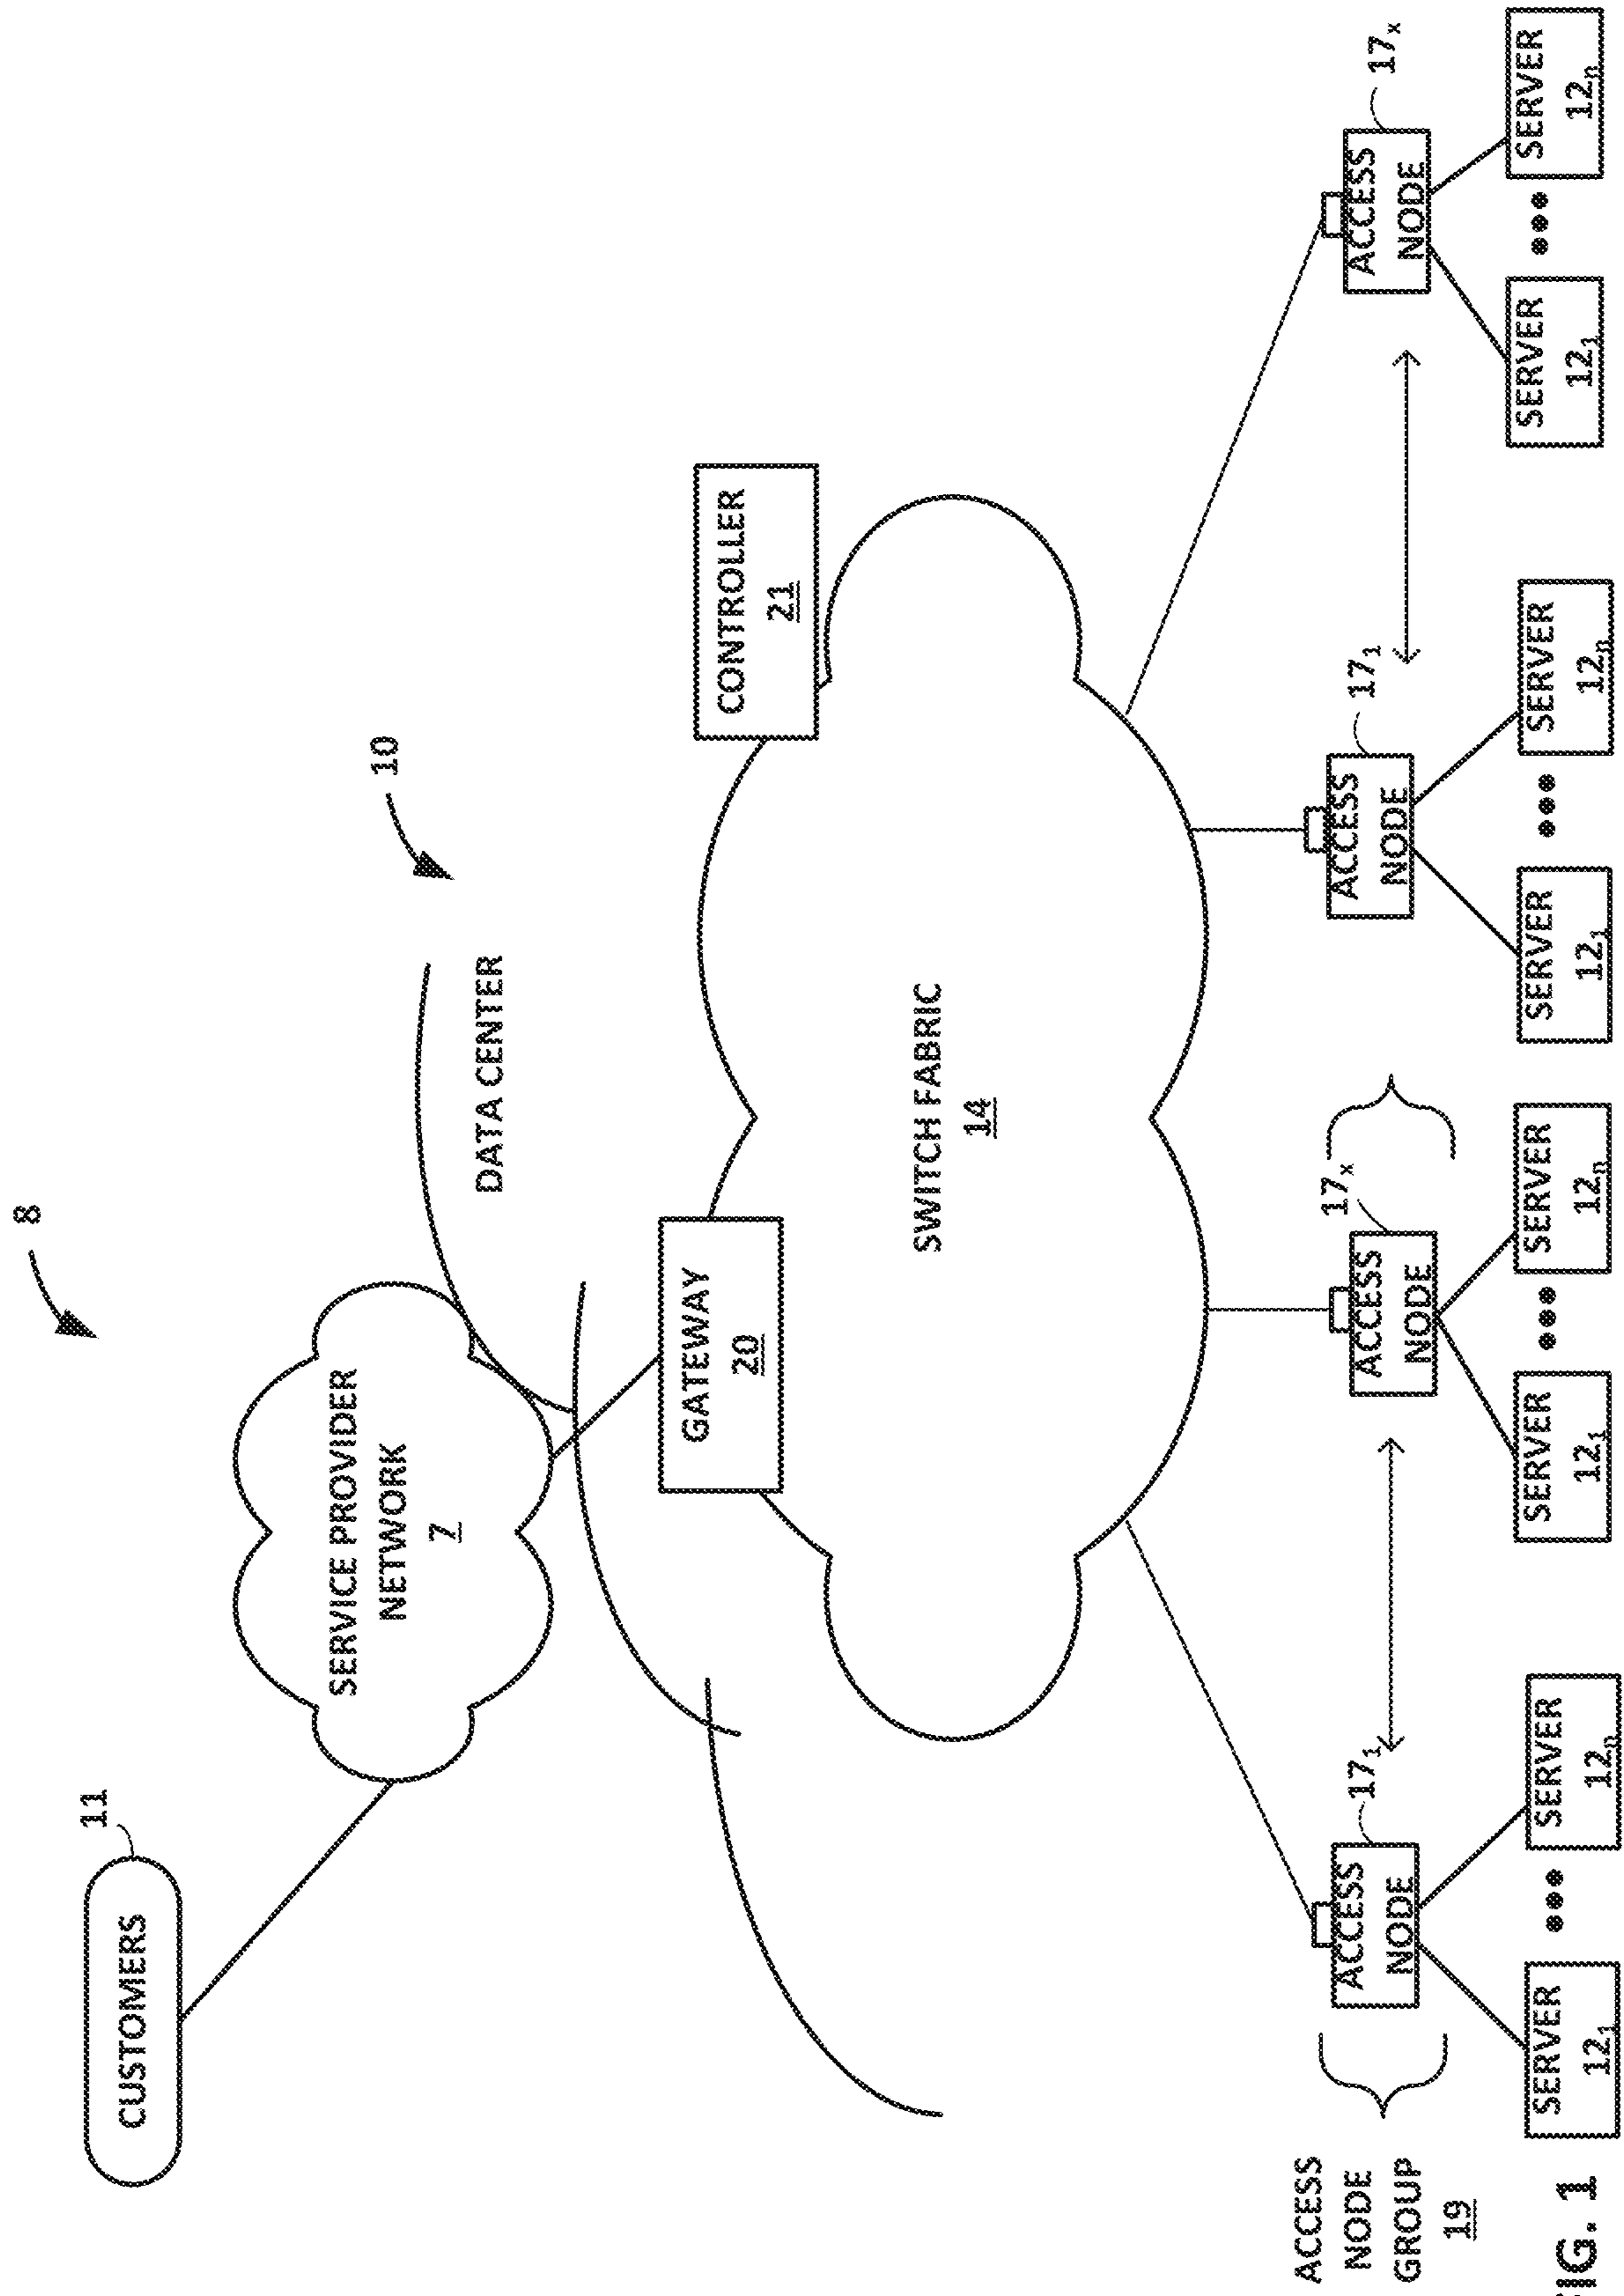 8
CUSTOMERS
11
SERVICE PROVIDER
NETWORK
7
10
DATA CENTER
GATEWAY
20
CONTROLLER
21
SWITCH FABRIC
14
ACCESS
NODE
GROUP
19
ACCESS
NODE
17₁
ACCESS
NODE
17ₓ
ACCESS
NODE
17₁
ACCESS
NODE
17ₓ
SERVER
12₁
SERVER
12ₙ
SERVER
12₁
SERVER
12ₙ
SERVER
12₁
SERVER
12ₙ
SERVER
12₁
SERVER
12ₙ
FIG. 1